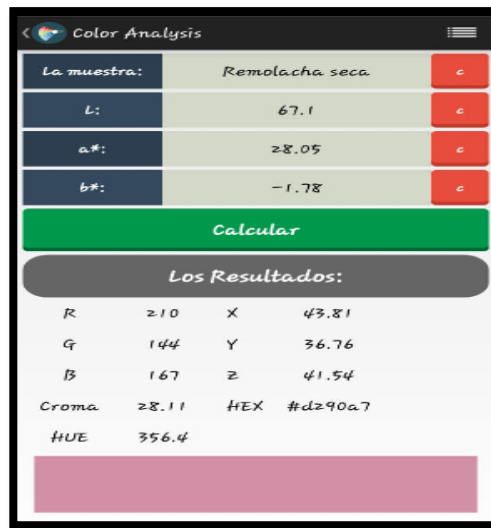 Color Analysis
La muestra: Remolacha seca c
L: 67.1 c
a*: 28.05 c
b*: -1.78 c
Calcular
Los Resultados:
R 210 X 43.81
G 144 Y 36.76
B 167 Z 41.54
Croma 28.11 HEX #d290a7
HUE 356.4